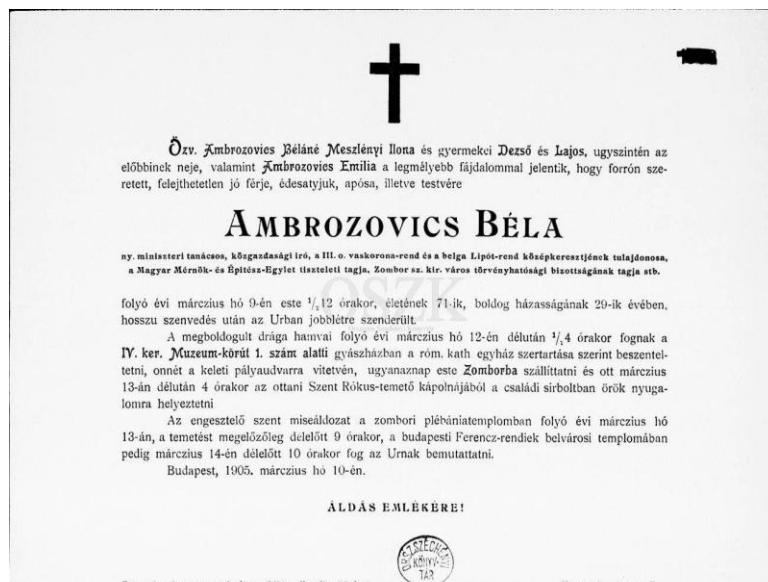 Özv. Ambrozovics Béláné Meszlényi Ilona és gyermekei Dezső és Lajos, ugyszintén az
előbbinek neje, valamint Ambrozovics Emilia a legmélyebb fájdalommal jelentik, hogy forrón sze-
retett, felejthetetlen jó férje, édesatyjuk, apósa, illetve testvére
AMBROZOVICS BÉLA
ny. miniszteri tanácsos, közgazdasági iró, a III. o. vaskorona-rend és a belga Lipót-rend középkeresztjének tulajdonosa,
a Magyar Mérnök- és Épitész-Egylet tiszteleti tagja, Zombor sz. kir. város törvényhatósági bizottságának tagja stb.
folyó évi márczius hó 9-én este 1/2 12 órakor, életének 71-ik, boldog házasságának 29-ik évében,
hosszu szenvedés után az Urban jobblétre szenderült.
A megboldogult drága hamvai folyó évi márczius hó 12-én délután 1/2 4 órakor fognak a
IV. ker. Muzeum-körút 1. szám alatti gyászházban a róm. kath egyház szertartása szerint beszentel-
tetni, onnét a keleti pályaudvarra vitetvén, ugyanaznap este Zomborba szállíttatni és ott márczius
13-án délután 4 órakor az ottani Szent Rókus-temető kápolnájából a családi sirboltban örök nyuga-
lomra helyeztetni
Az engesztelő szent miseáldozat a zombori plébániatemplomban folyó évi márczius hó
13-án, a temetést megelőzőleg délelőtt 9 órakor, a budapesti Ferencz-rendiek belvárosi templomában
pedig márczius 14-én délelőtt 10 órakor fog az Urnak bemutattatni.
Budapest, 1905. márczius hó 10-én.
ÁLDÁS EMLÉKÉRE!
ORSZ. SZÉCHÉNYI
KÖNYV-
TÁR
OSZK